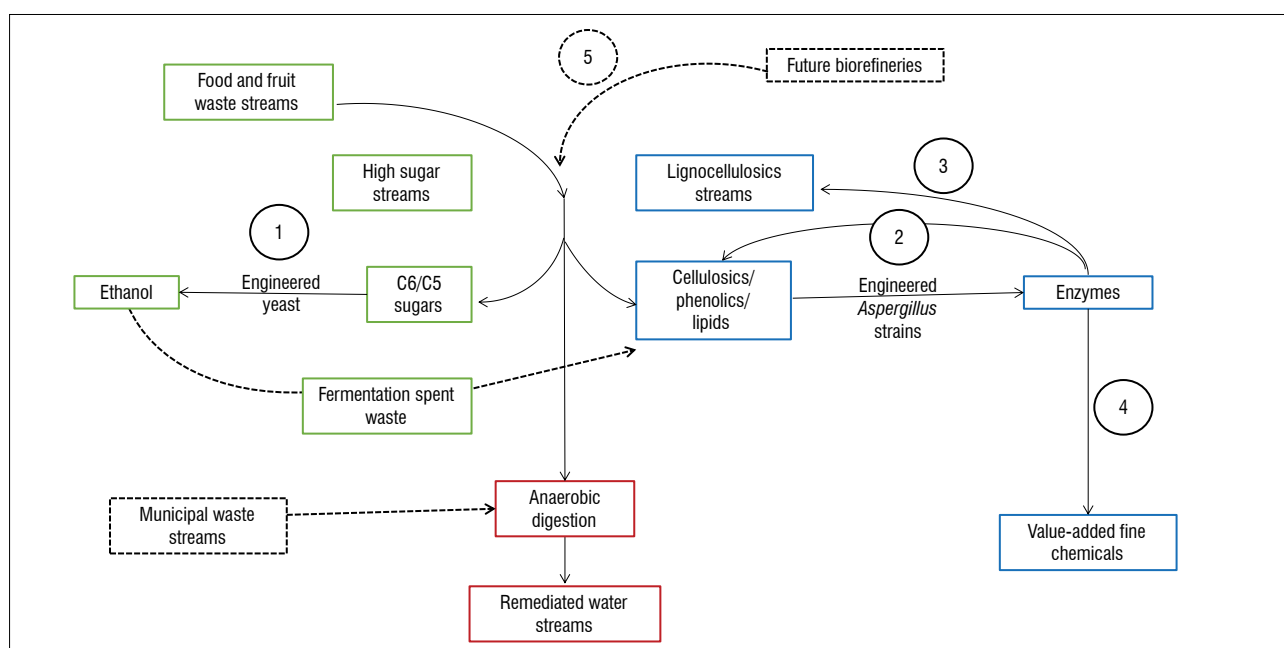 5
Future biorefineries
Food and fruit
waste streams
High sugar
streams
Lignocellulosics
streams
3
1
2
Ethanol
Engineered
yeast
C6/C5
sugars
Cellulosics/
phenolics/
lipids
Engineered
Aspergillus
strains
Enzymes
Fermentation spent
waste
4
Municipal waste
streams
Anaerobic
digestion
Value-added fine
chemicals
Remediated water
streams